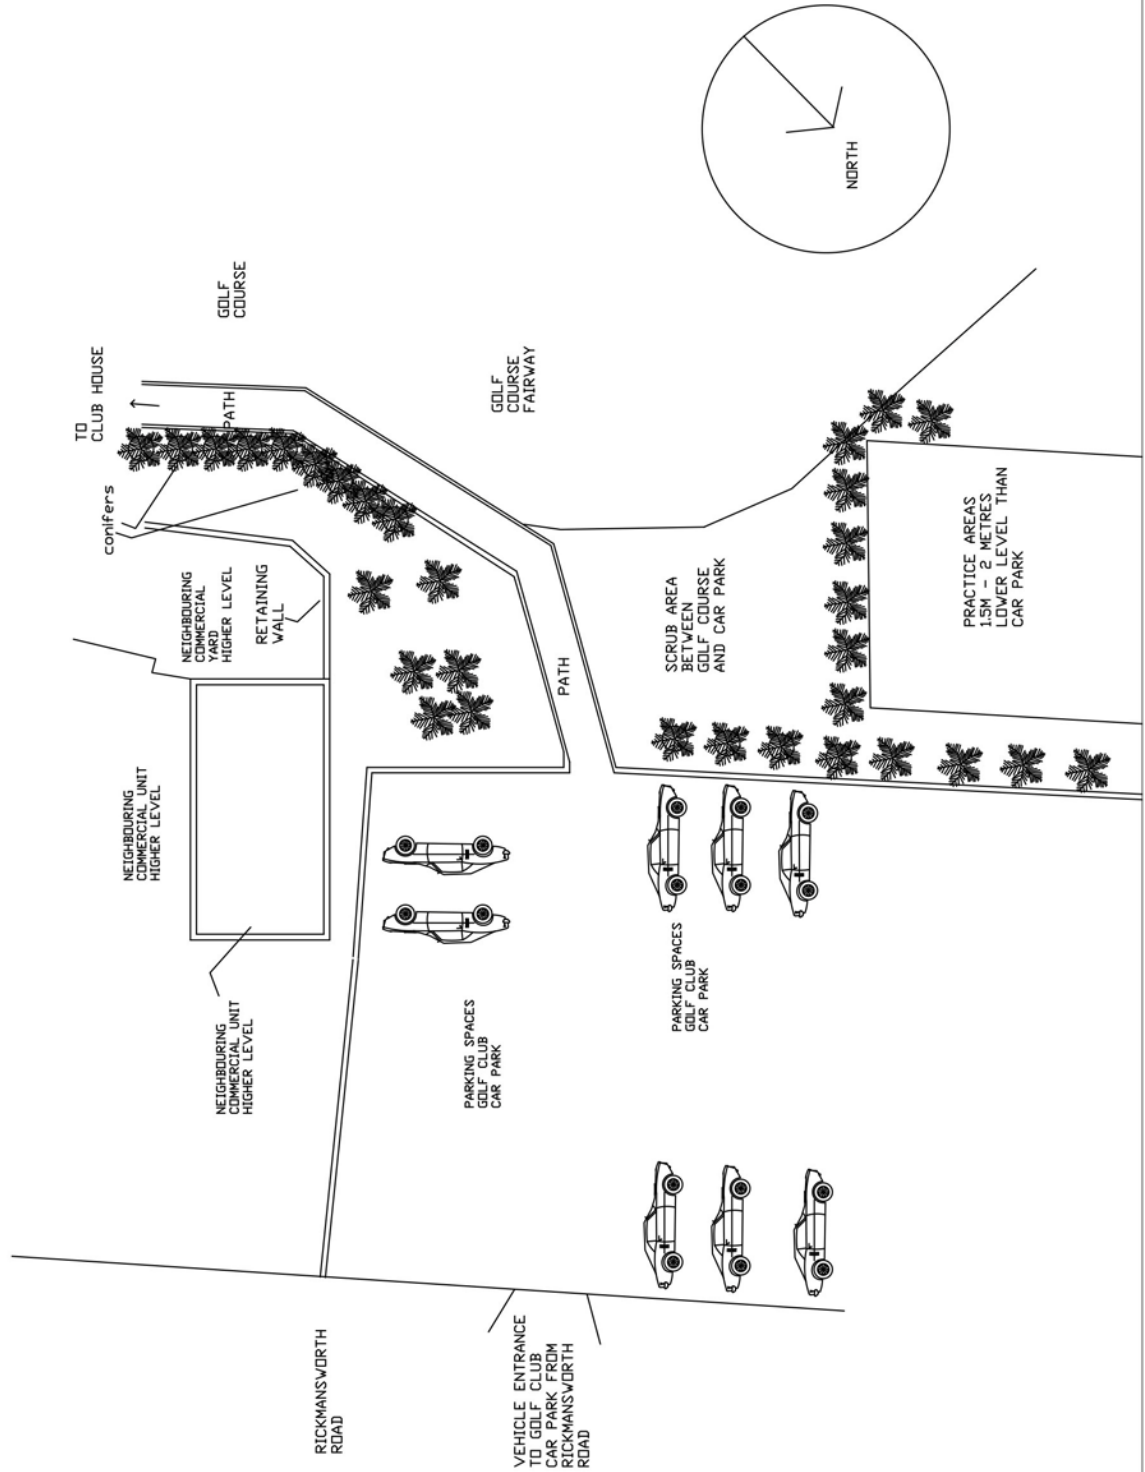 TO
CLUB HOUSE
GOLF
COURSE
PATH
conifers
NEIGHBOURING
COMMERCIAL
YARD
HIGHER LEVEL
RETAINING
WALL
GOLF
COURSE
FAIRWAY
NORTH
NEIGHBOURING
COMMERCIAL UNIT
HIGHER LEVEL
PATH
SCRUB AREA
BETWEEN
GOLF COURSE
AND CAR PARK
PRACTICE AREAS
1.5M - 2 METRES
LOWER LEVEL THAN
CAR PARK
NEIGHBOURING
COMMERCIAL UNIT
HIGHER LEVEL
PARKING SPACES
GOLF CLUB
CAR PARK
PARKING SPACES
GOLF CLUB
CAR PARK
RICKMANSWORTH
ROAD
VEHICLE ENTRANCE
TO GOLF CLUB
CAR PARK FROM
RICKMANSWORTH
ROAD